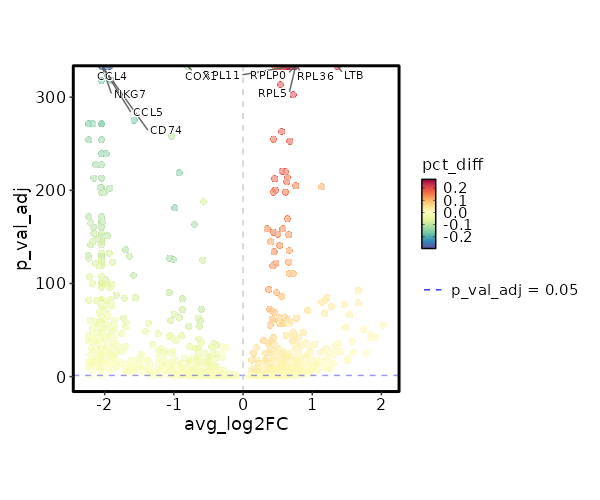 CCL4
COX1
RPL11
RPLP0
RPL36
LTB
NKG7
RPL5
CCL5
CD74
300
200
100
0
p_val_adj
-2
-1
0
1
2
avg_log2FC
pct_diff
0.2
0.1
0.0
-0.1
-0.2
p_val_adj = 0.05